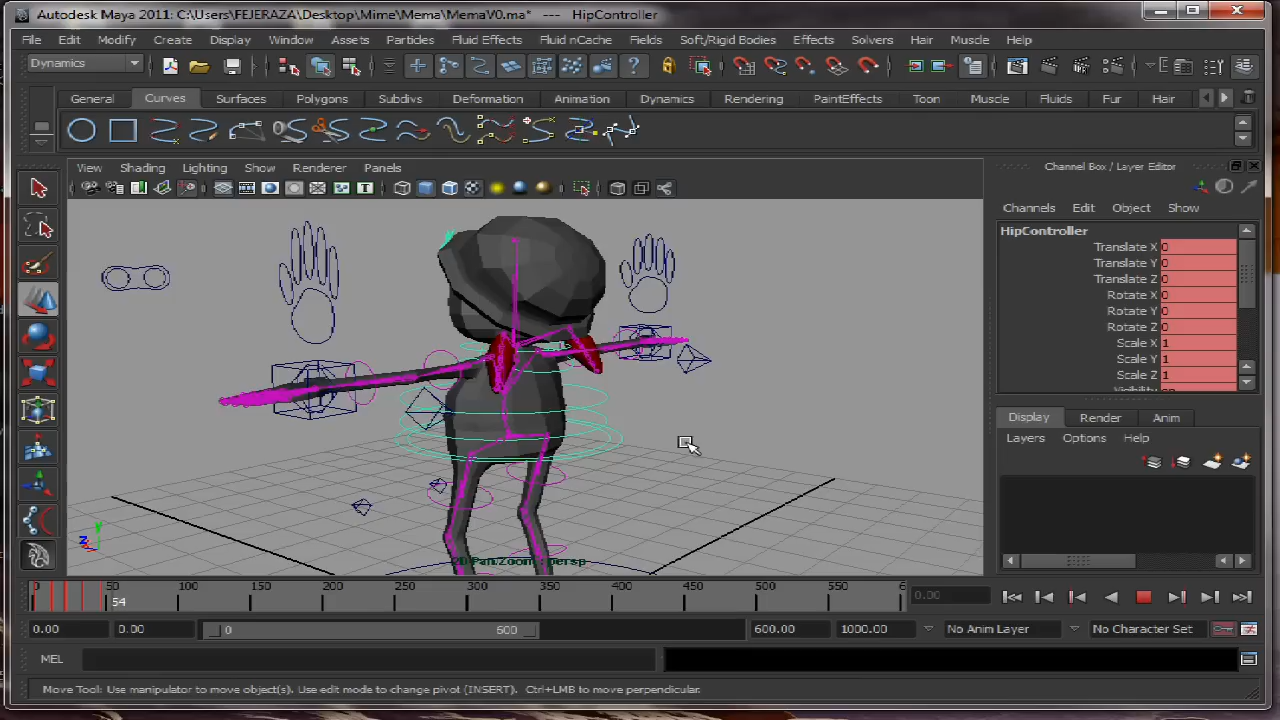 Autodesk Maya 2011: C:\Users\FEJERAZA\Desktop\Mime\Mema\MemaV0.ma* --- HipController
File Edit Modify Create Display Window Assets Particles Fluid Effects Fluid nCache Fields Soft/Rigid Bodies Effects Solvers Hair Muscle Help
Dynamics
General Curves Surfaces Polygons Subdivs Deformation Animation Dynamics Rendering PaintEffects Toon Muscle Fluids Fur Hair
View Shading Lighting Show Renderer Panels
Channel Box / Layer Editor
Channels Edit Object Show
HipController
Translate X 0
Translate Y 0
Translate Z 0
Rotate X 0
Rotate Y 0
Rotate Z 0
Scale X 1
Scale Y 1
Scale Z 1
Display Render Anim
Layers Options Help
2D Pan/Zoom : persp
0 50 100 150 200 250 300 350 400 450 500 550 6
54
0.00
0.00 0.00 0 500 600.00 1000.00 No Anim Layer No Character Set
MEL
Move Tool: Use manipulator to move object(s). Use edit mode to change pivot (INSERT). Ctrl+LMB to move perpendicular.